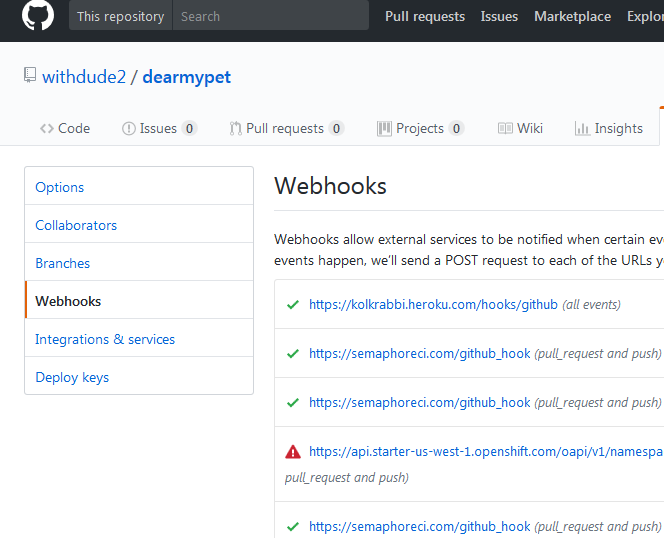 This repository Search Pull requests Issues Marketplace Explor
withdude2 / dearmypet
Code Issues 0 Pull requests 0 Projects 0 Wiki Insights
Options
Collaborators
Branches
Webhooks
Integrations & services
Deploy keys
Webhooks
Webhooks allow external services to be notified when certain eve
events happen, we'll send a POST request to each of the URLs y
https://kolkrabbi.heroku.com/hooks/github (all events)
https://semaphoreci.com/github_hook (pull_request and push)
https://semaphoreci.com/github_hook (pull_request and push)
https://api.starter-us-west-1.openshift.com/oapi/v1/namespa
pull_request and push)
https://semaphoreci.com/github_hook (pull_request and push)